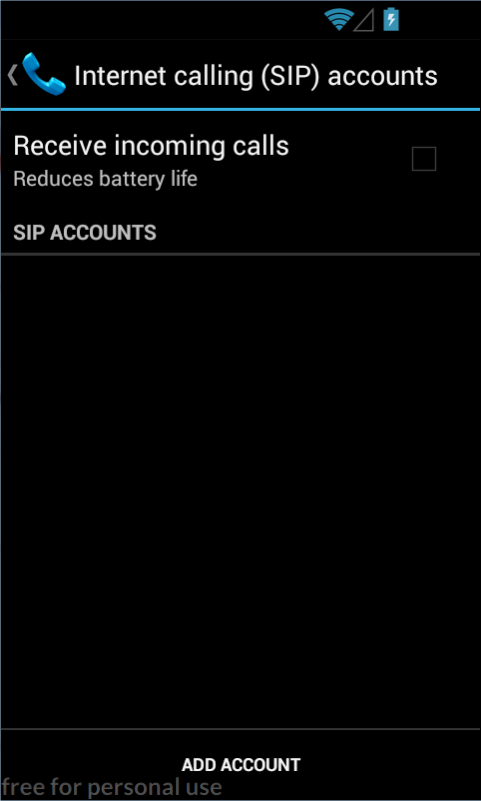 Internet calling (SIP) accounts
Receive incoming calls
Reduces battery life
SIP ACCOUNTS
ADD ACCOUNT
free for personal use